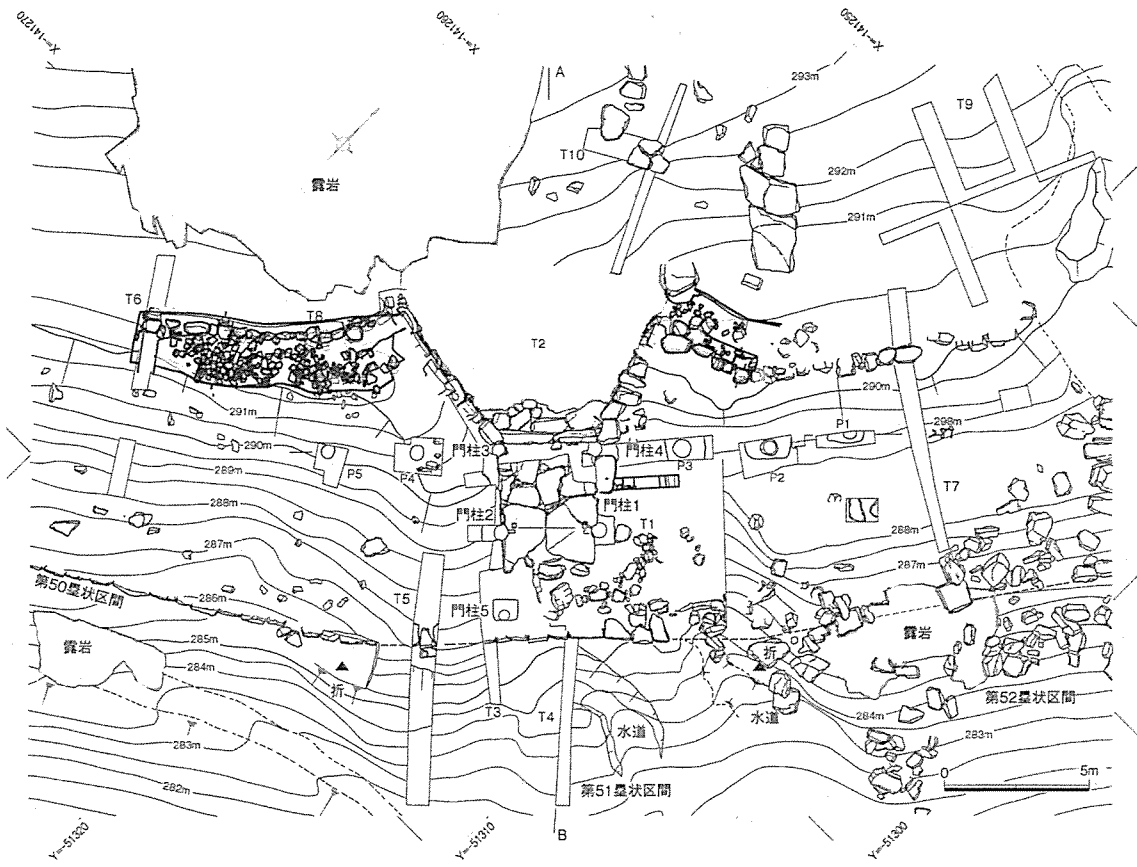 X=-141270
X=-141260
X=-141250
A
293m
T9
T10
292m
露岩
291m
T6
T8
T2
290m
291m
298m
290m
P5
P4
門柱3
門柱4
P3
P2
P1
289m
288m
門柱2
門柱1
T1
T7
288m
287m
287m
第50塁状区間
286m
T5
門柱5
露岩
285m
露岩
284m
折
折
第52塁状区間
T3
T4
水道
水道
284m
283m
283m
282m
第51塁状区間
0
5m
B
Y=-51320
Y=-51310
Y=-51300